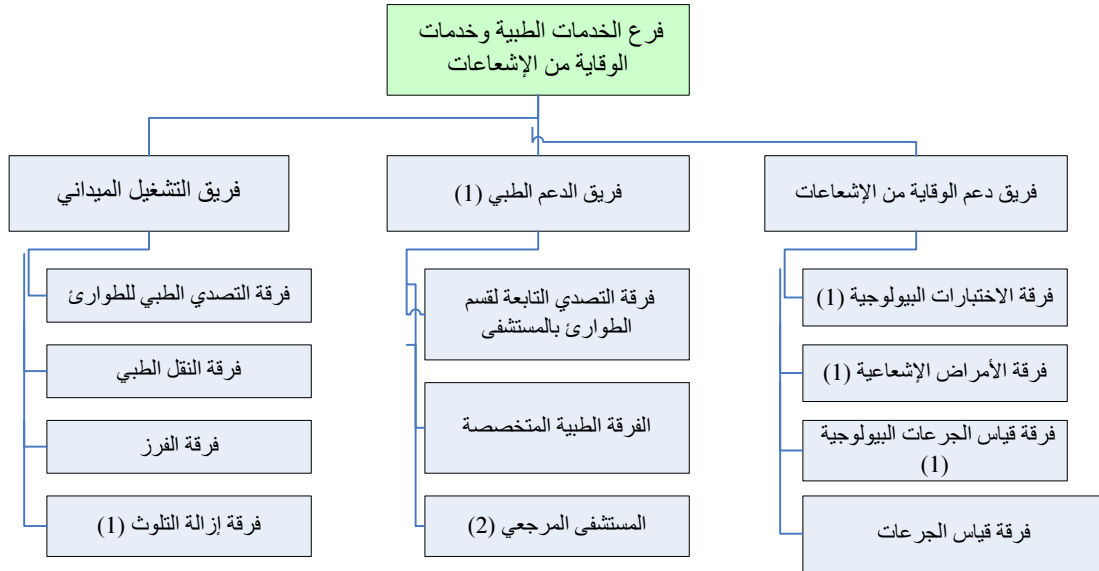 فرع الخدمات الطبية وخدمات
الوقاية من الإشعاعات
فريق دعم الوقاية من الإشعاعات
فريق الدعم الطبي (1)
فريق التشغيل الميداني
فرقة الاختبارات البيولوجية (1)
فرقة الأمراض الإشعاعية (1)
فرقة قياس الجرعات البيولوجية
(1)
فرقة قياس الجرعات
فرقة التصدي التابعة لقسم
الطوارئ بالمستشفى
الفرقة الطبية المتخصصة
المستشفى المرجعي (2)
فرقة التصدي الطبي للطوارئ
فرقة النقل الطبي
فرقة الفرز
فرقة إزالة التلوث (1)